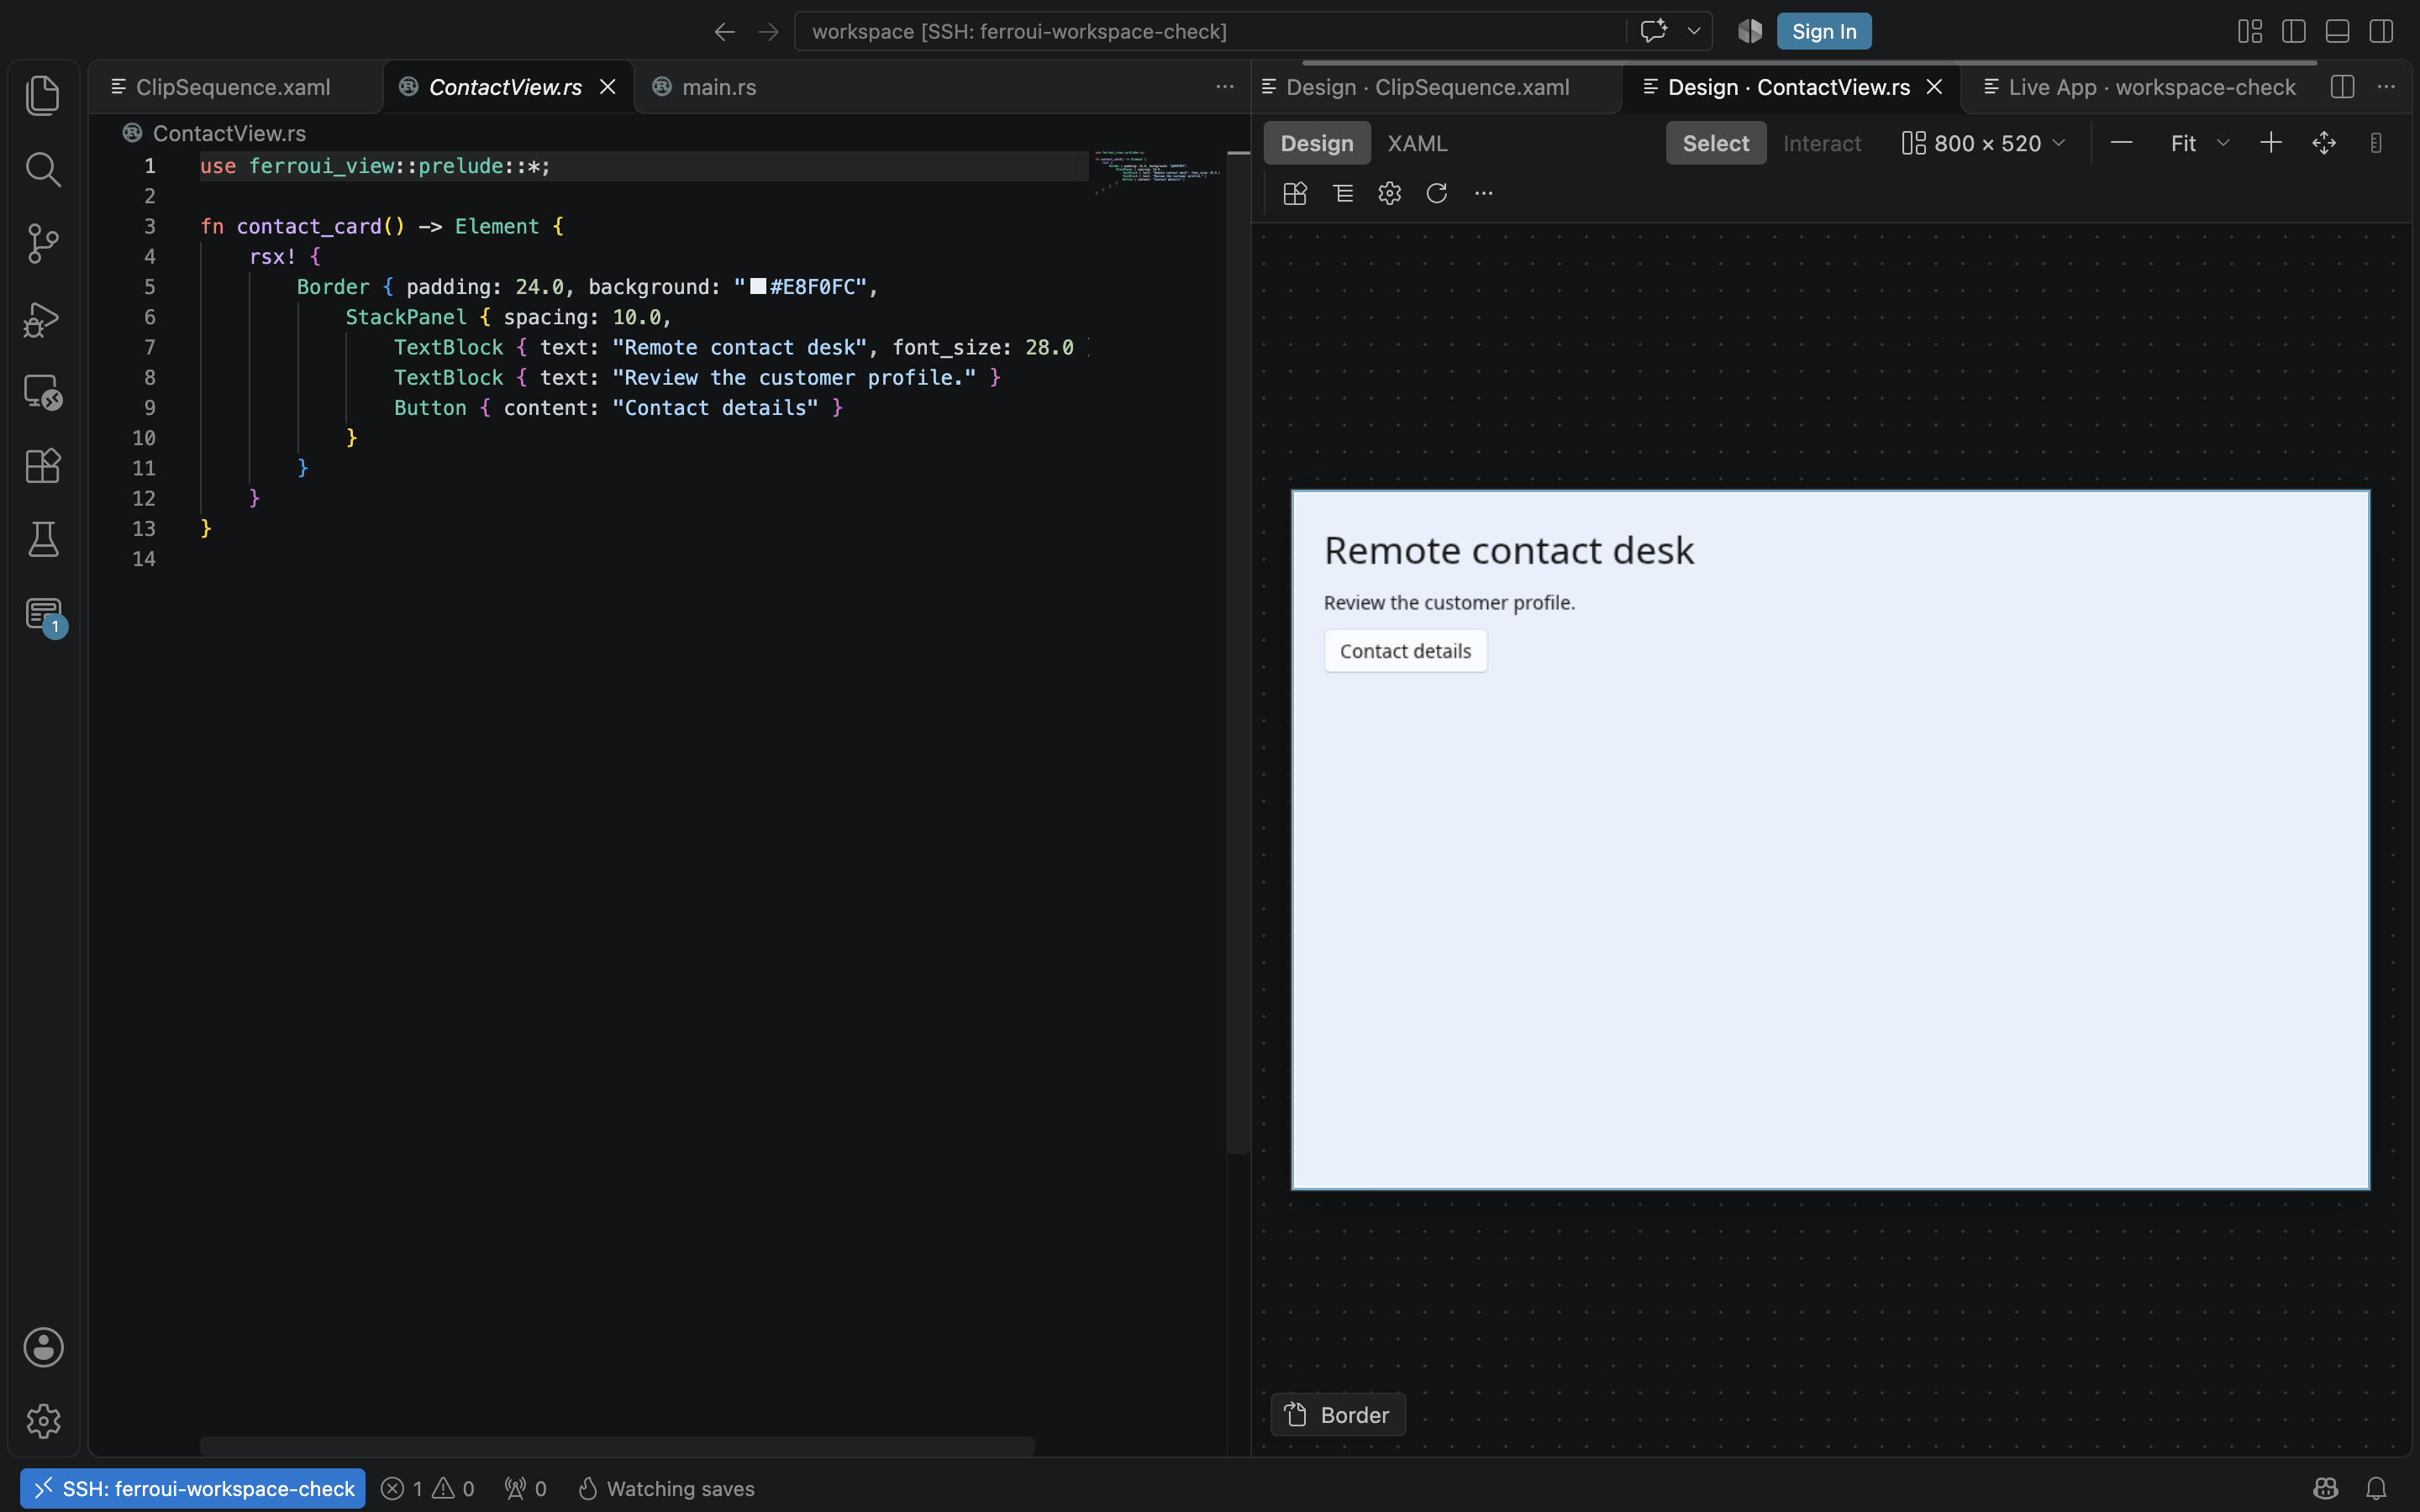 workspace [SSH: ferroui-workspace-check]
Sign In
ClipSequence.xaml
ContactView.rs
main.rs
Design · ClipSequence.xaml
Design · ContactView.rs
Live App · workspace-check
ContactView.rs
Design
XAML
Select
Interact
800 × 520
Fit
1 use ferroui_view::prelude::*;
2
3 fn contact_card() -> Element {
4 rsx! {
5 Border { padding: 24.0, background: "#E8F0FC",
6 StackPanel { spacing: 10.0,
7 TextBlock { text: "Remote contact desk", font_size: 28.0
8 TextBlock { text: "Review the customer profile." }
9 Button { content: "Contact details" }
10 }
11 }
12 }
13 }
14
Remote contact desk
Review the customer profile.
Contact details
1
Border
SSH: ferroui-workspace-check
1
0
0
Watching saves